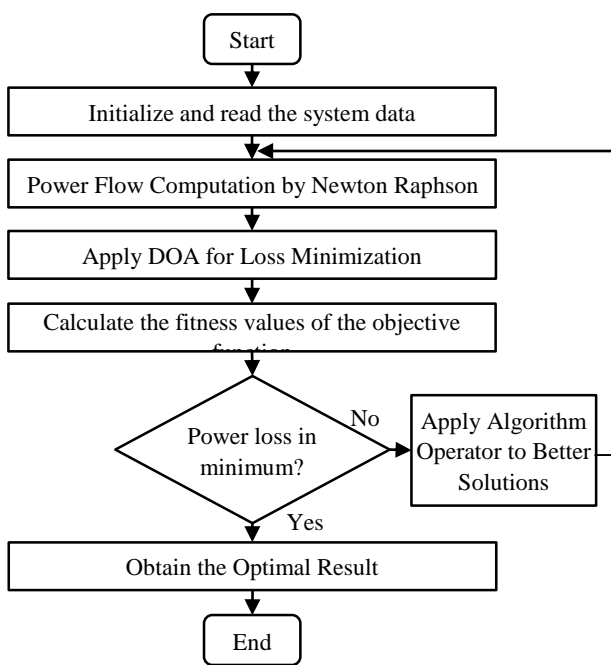 Start
Initialize and read the system data
Power Flow Computation by Newton Raphson
Apply DOA for Loss Minimization
Calculate the fitness values of the objective
function
Power loss in
minimum?
No
Apply Algorithm
Operator to Better
Solutions
Yes
Obtain the Optimal Result
End